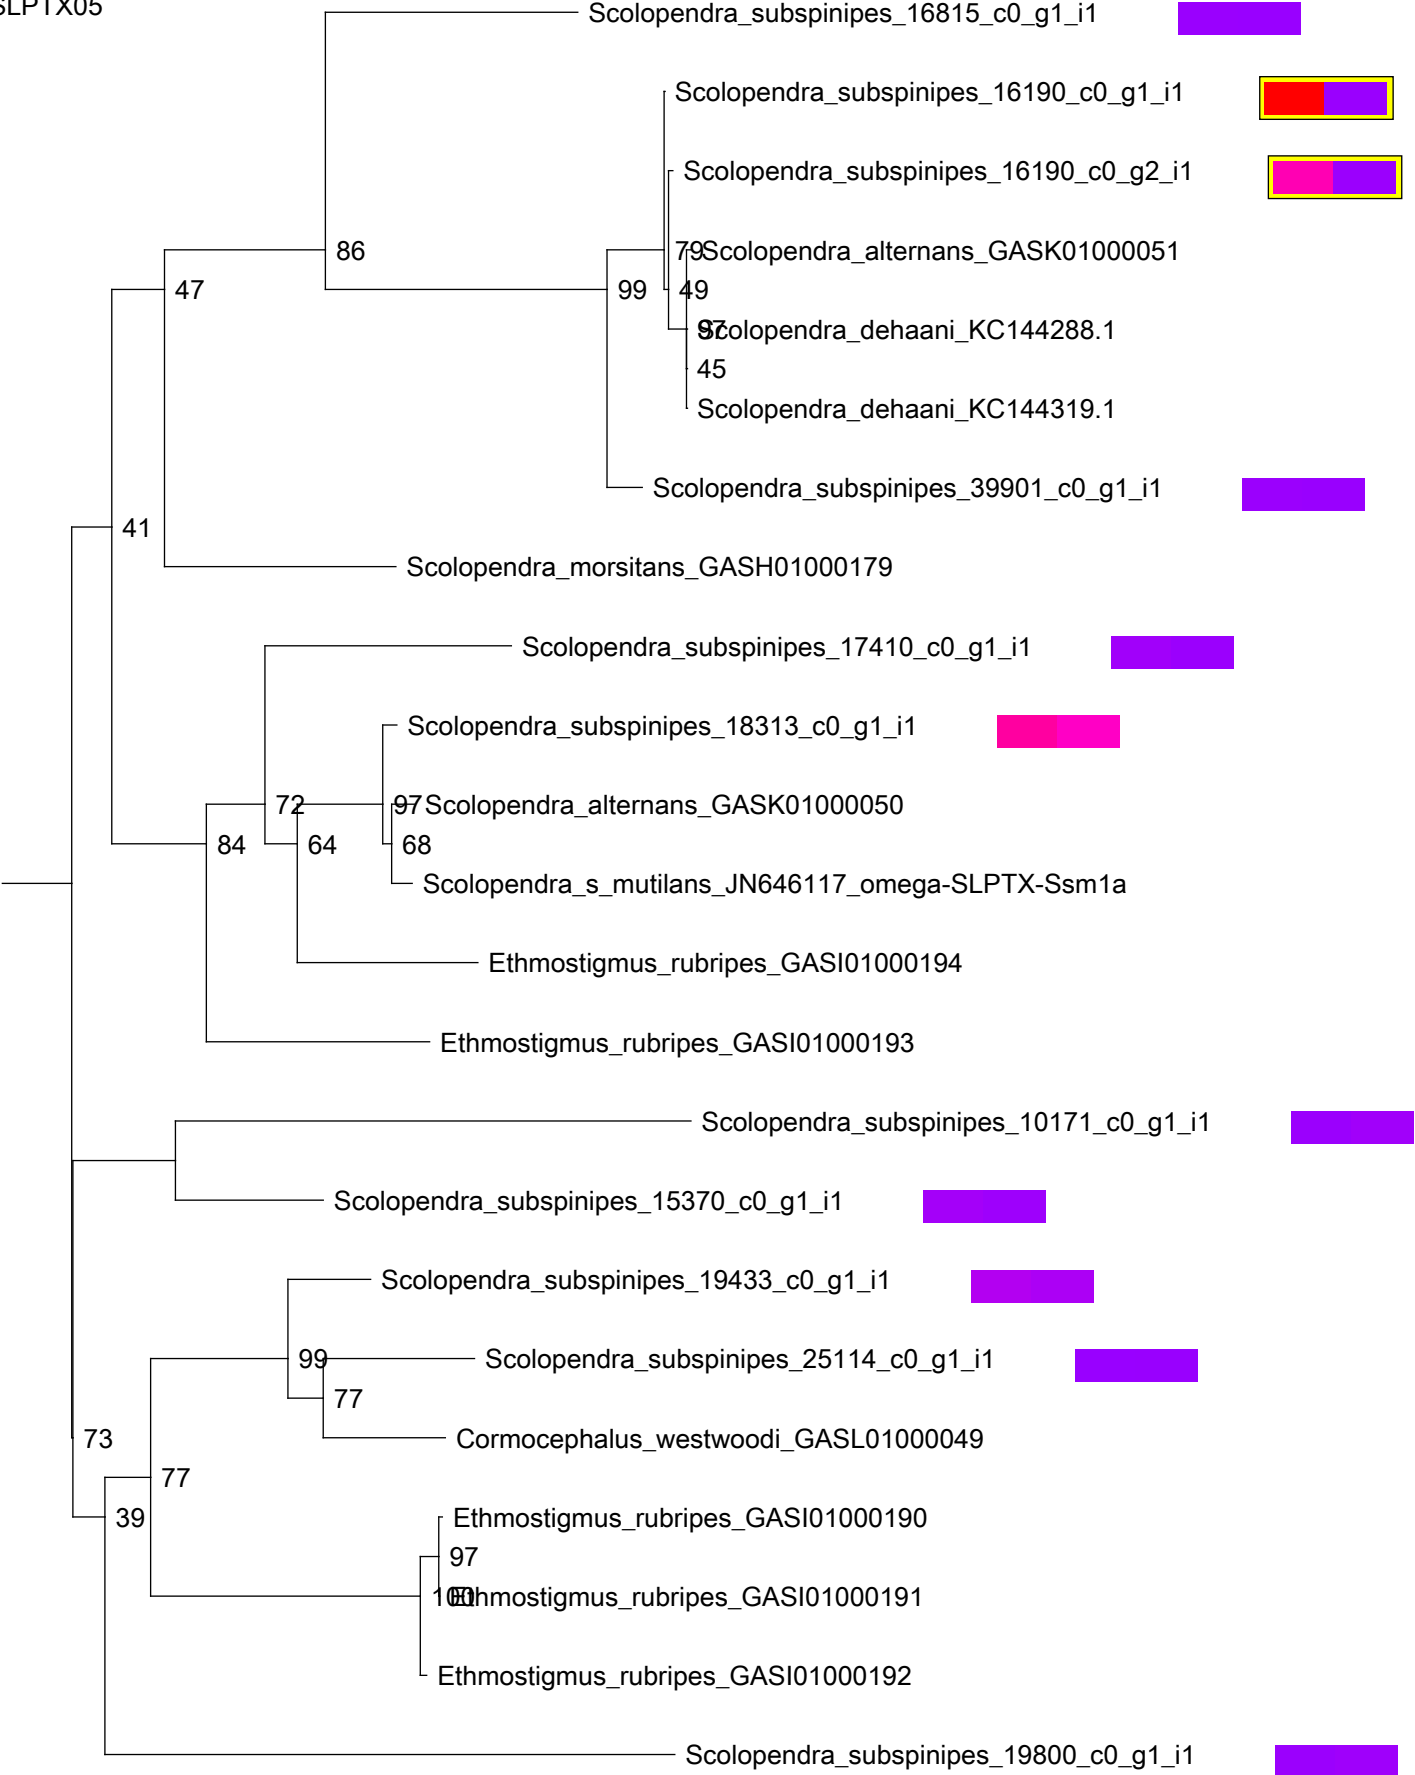 SLPTX05
Scolopendra_subspinipes_16815_c0_g1_i1
Scolopendra_subspinipes_16190_c0_g1_i1
Scolopendra_subspinipes_16190_c0_g2_i1
86
79
Scolopendra_alternans_GASK01000051
47
99
49
97
Scolopendra_dehaani_KC144288.1
45
Scolopendra_dehaani_KC144319.1
Scolopendra_subspinipes_39901_c0_g1_i1
41
Scolopendra_morsitans_GASH01000179
Scolopendra_subspinipes_17410_c0_g1_i1
Scolopendra_subspinipes_18313_c0_g1_i1
72
97
Scolopendra_alternans_GASK01000050
84
64
68
Scolopendra_s_mutilans_JN646117_omega-SLPTX-Ssm1a
Ethmostigmus_rubripes_GASI01000194
Ethmostigmus_rubripes_GASI01000193
Scolopendra_subspinipes_10171_c0_g1_i1
Scolopendra_subspinipes_15370_c0_g1_i1
Scolopendra_subspinipes_19433_c0_g1_i1
99
Scolopendra_subspinipes_25114_c0_g1_i1
77
73
Cormocephalus_westwoodi_GASL01000049
77
39
Ethmostigmus_rubripes_GASI01000190
97
100
Ethmostigmus_rubripes_GASI01000191
Ethmostigmus_rubripes_GASI01000192
Scolopendra_subspinipes_19800_c0_g1_i1